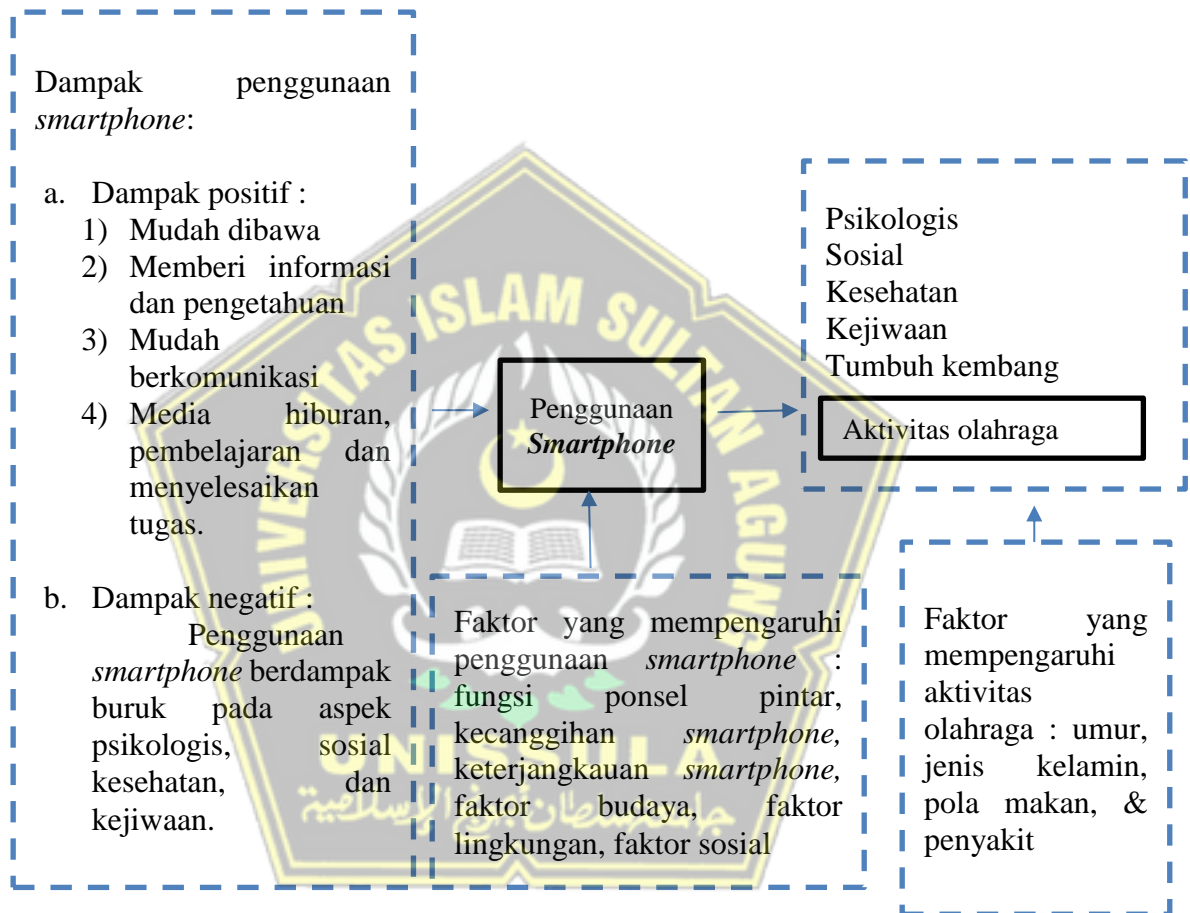 Dampak penggunaan
smartphone:
a. Dampak positif :
1) Mudah dibawa
2) Memberi informasi
dan pengetahuan
3) Mudah
berkomunikasi
4) Media hiburan,
pembelajaran dan
menyelesaikan
tugas.
b. Dampak negatif :
Penggunaan
smartphone berdampak
buruk pada aspek
psikologis, sosial
kesehatan, dan
kejiwaan.
Penggunaan
Smartphone
Faktor yang mempengaruhi
penggunaan smartphone :
fungsi ponsel pintar,
kecanggihan smartphone,
keterjangkauan smartphone,
faktor budaya, faktor
lingkungan, faktor sosial
Psikologis
Sosial
Kesehatan
Kejiwaan
Tumbuh kembang
Aktivitas olahraga
Faktor yang
mempengaruhi
aktivitas
olahraga : umur,
jenis kelamin,
pola makan, &
penyakit
UNIVERSITAS ISLAM SULTAN AGUNG
UNISSULA
جامعة سلطان أجونج الإسلامية